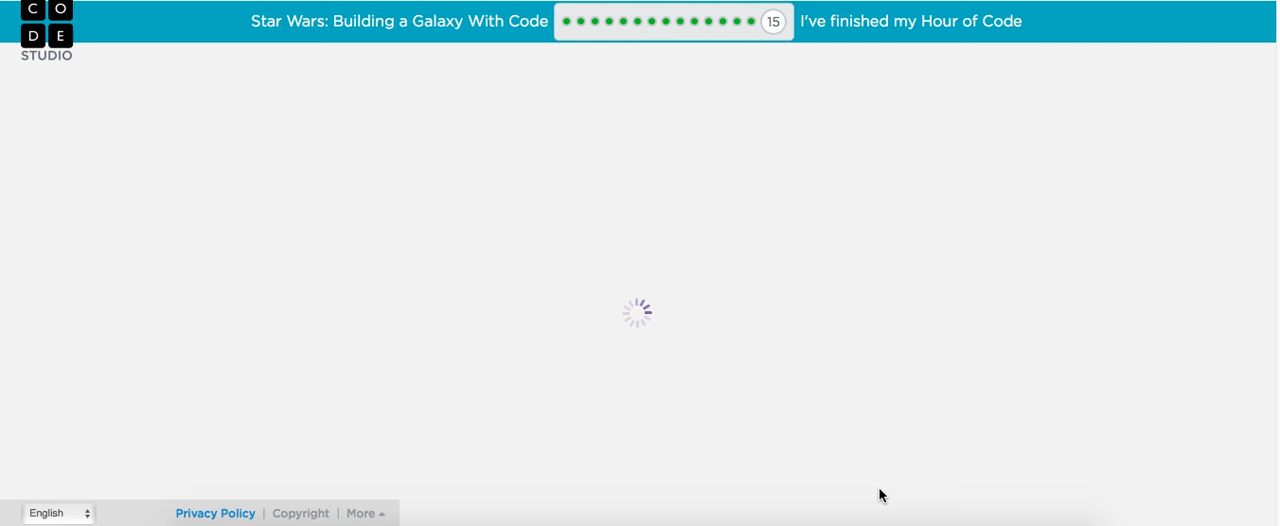 C O
D E
STUDIO
Star Wars: Building a Galaxy With Code 15 I've finished my Hour of Code
English Privacy Policy | Copyright | More